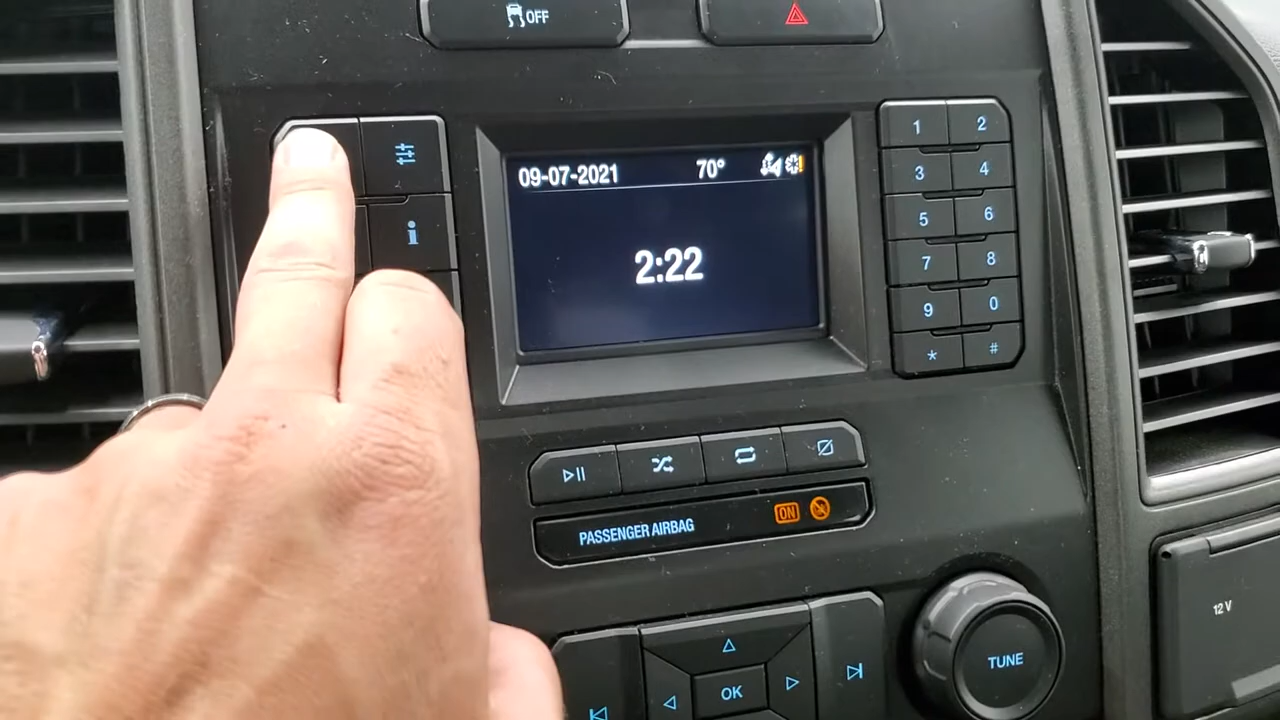 OFF
09-07-2021 70°
2:22
1 2
3 4
5 6
7 8
9 0
* #
i
PASSENGER AIRBAG ON
12V
TUNE
OK